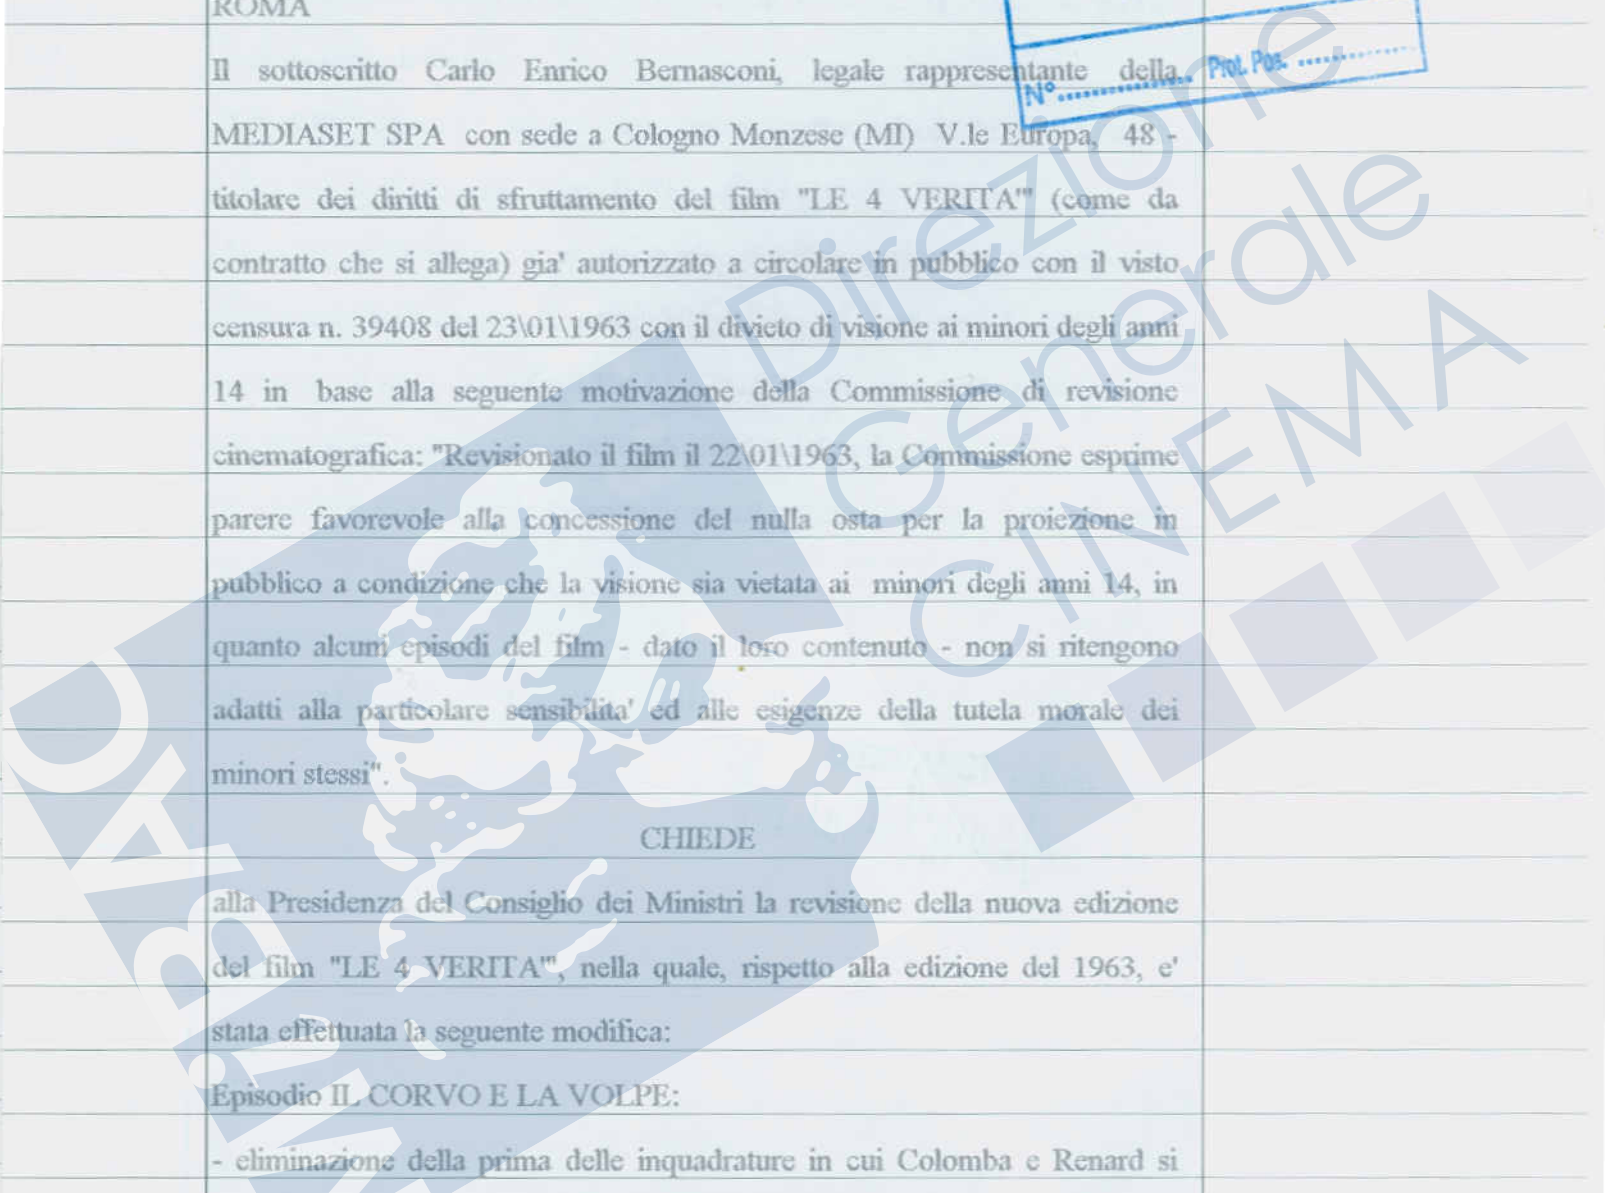 ROMA
Il sottoscritto Carlo Enrico Bernasconi, legale rappresentante della
N°.................. Prot. Pos. ................
MEDIASET SPA con sede a Cologno Monzese (MI) V.le Europa, 48 -
titolare dei diritti di sfruttamento del film "LE 4 VERITA'" (come da
contratto che si allega) gia' autorizzato a circolare in pubblico con il visto
censura n. 39408 del 23\01\1963 con il divieto di visione ai minori degli anni
14 in base alla seguente motivazione della Commissione di revisione
cinematografica: "Revisionato il film il 22\01\1963, la Commissione esprime
parere favorevole alla concessione del nulla osta per la proiezione in
pubblico a condizione che la visione sia vietata ai minori degli anni 14, in
quanto alcuni episodi del film - dato il loro contenuto - non si ritengono
adatti alla particolare sensibilita' ed alle esigenze della tutela morale dei
minori stessi".
CHIEDE
alla Presidenza del Consiglio dei Ministri la revisione della nuova edizione
del film "LE 4 VERITA'", nella quale, rispetto alla edizione del 1963, e'
stata effettuata la seguente modifica:
Episodio IL CORVO E LA VOLPE:
- eliminazione della prima delle inquadrature in cui Colomba e Renard si
Direzione
Generale
CINEMA